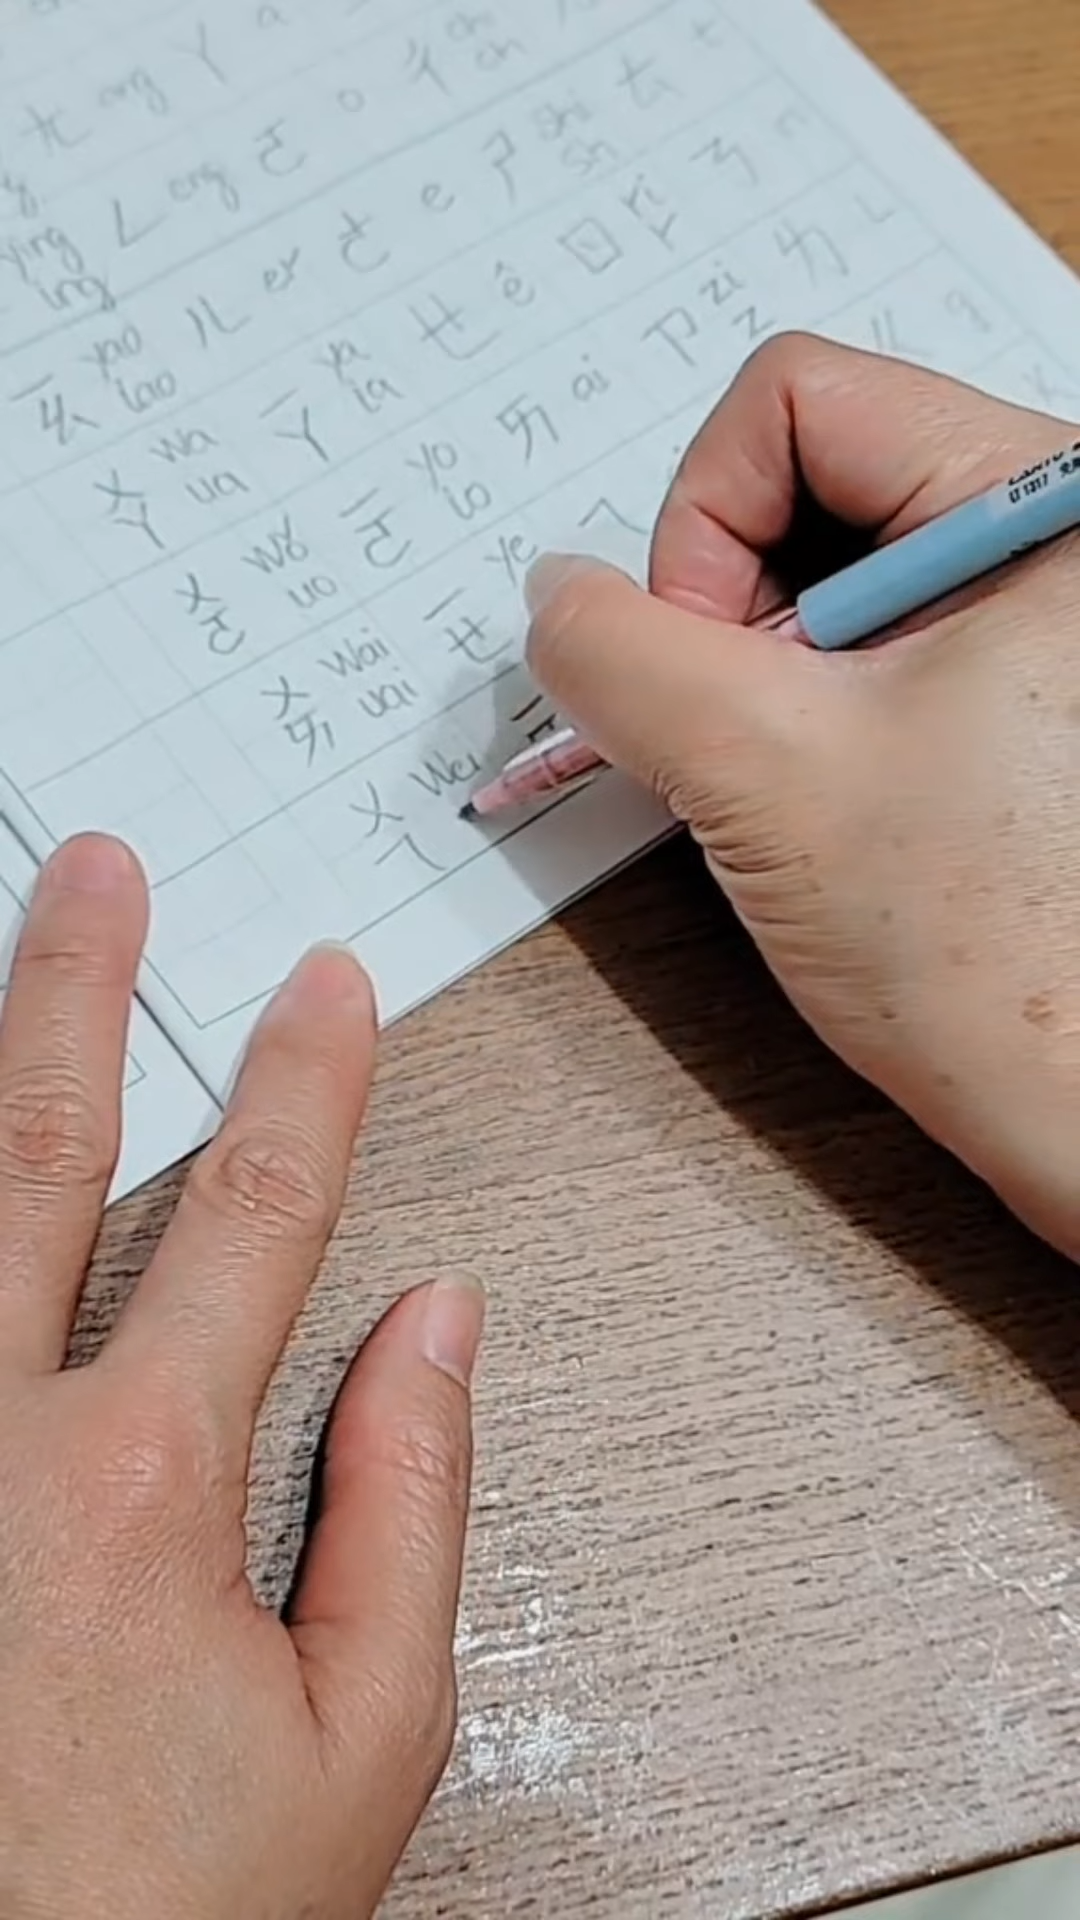 ㄤ ang ㄚ a
ying ing ㄥ eng ㄛ o ㄔ chi ch
ㄧㄠ yao iao ㄦ er ㄜ e ㄕ shi sh ㄊ t
ㄨㄚ wa ua ㄧㄚ ya ia ㄝ ê ㄖ ri r ㄋ n
ㄨㄛ wo uo ㄧㄛ yo io ㄞ ai ㄗ zi z ㄌ L
ㄨㄞ wai uai ㄧㄝ ye ㄟ ㄍ g
ㄨㄟ wei K